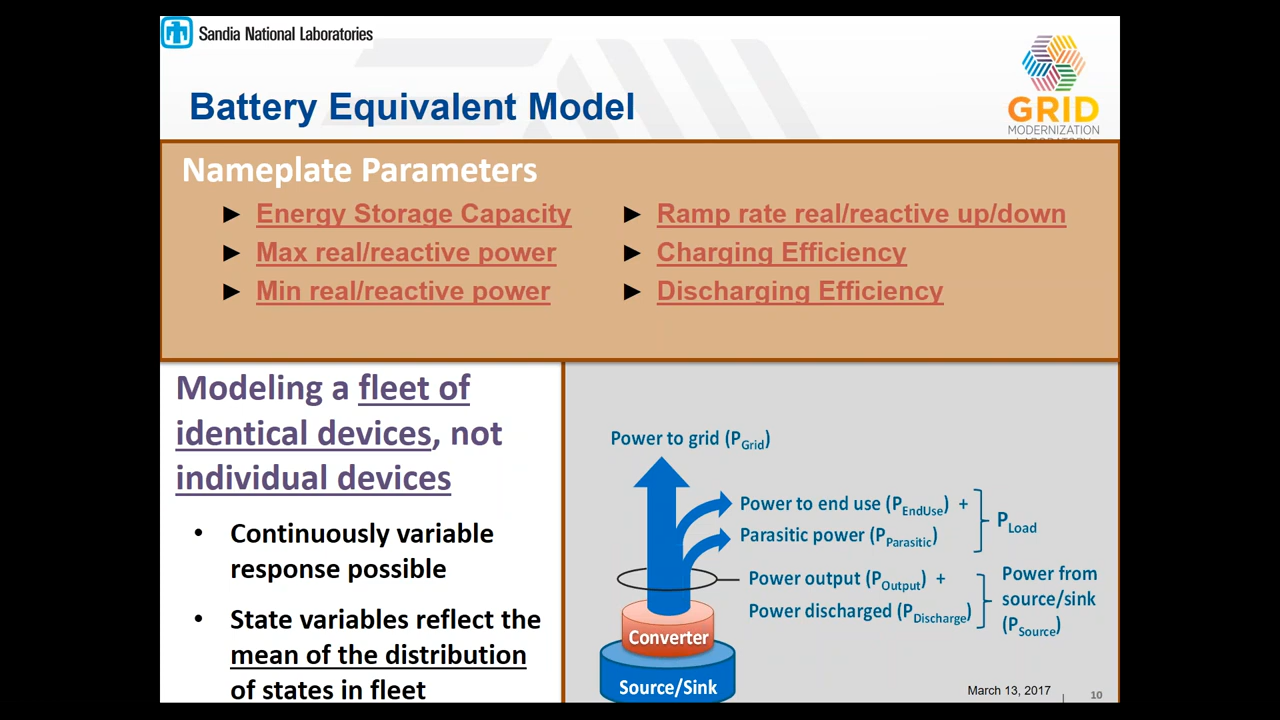 Sandia National Laboratories
Battery Equivalent Model
GRID
MODERNIZATION
Nameplate Parameters
► Energy Storage Capacity
► Max real/reactive power
► Min real/reactive power
► Ramp rate real/reactive up/down
► Charging Efficiency
► Discharging Efficiency
Modeling a fleet of
identical devices, not
individual devices
• Continuously variable
response possible
• State variables reflect the
mean of the distribution
of states in fleet
Power to grid (PGrid)
Power to end use (PEndUse) +
Parasitic power (PParasitic)
PLoad
Power output (POutput) +
Power discharged (PDischarge)
Power from
source/sink
(PSource)
Converter
Source/Sink
March 13, 2017
10